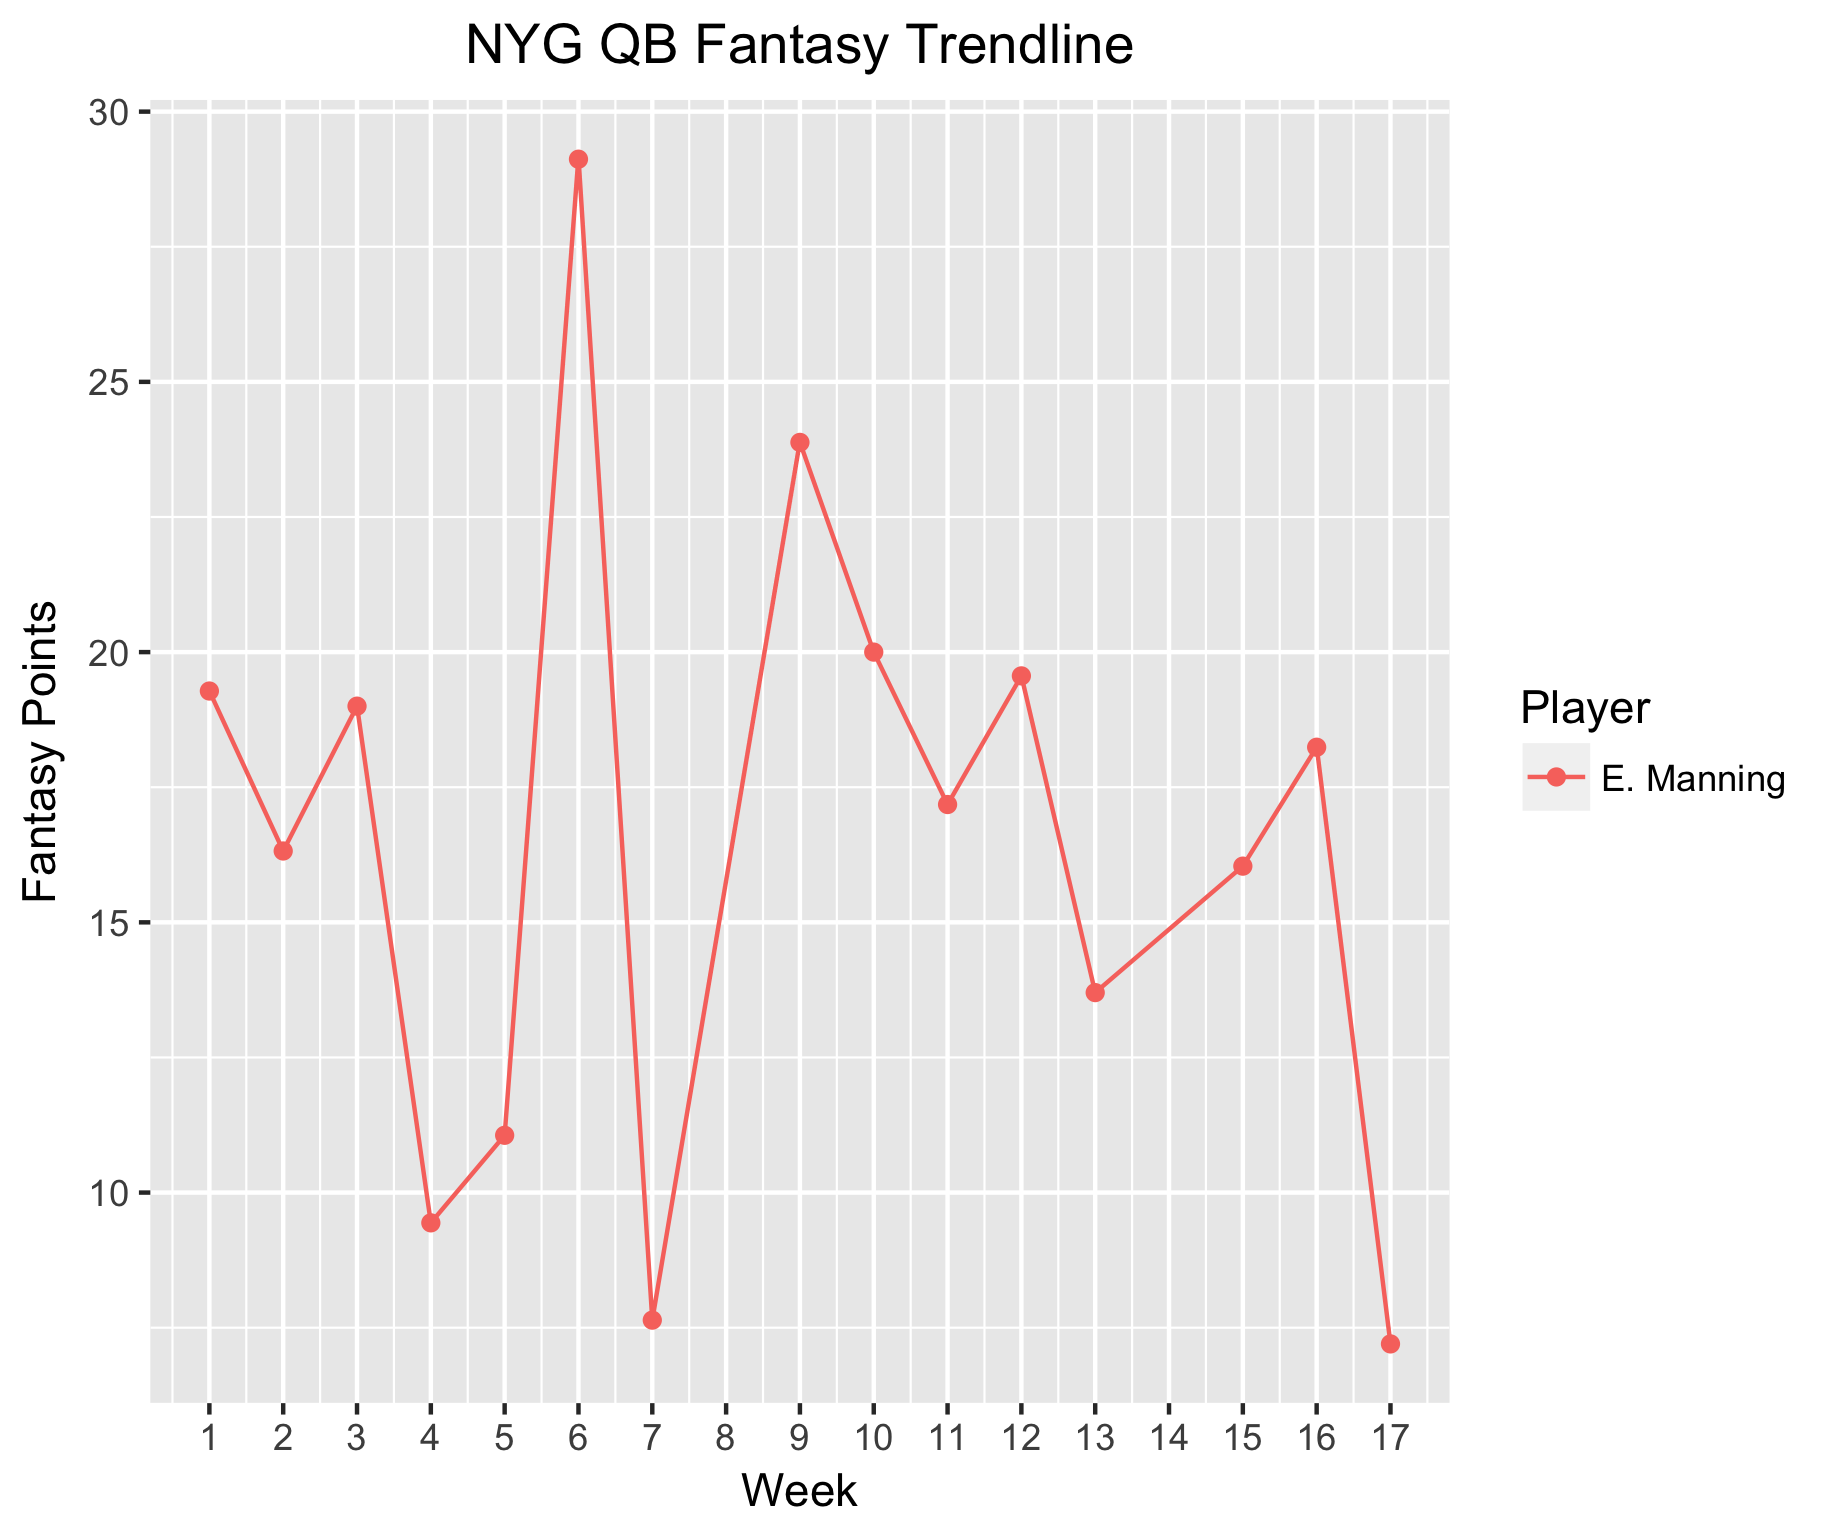 NYG QB Fantasy Trendline
Fantasy Points
30
25
20
15
10
1 2 3 4 5 6 7 8 9 10 11 12 13 14 15 16 17
Week
Player
E. Manning